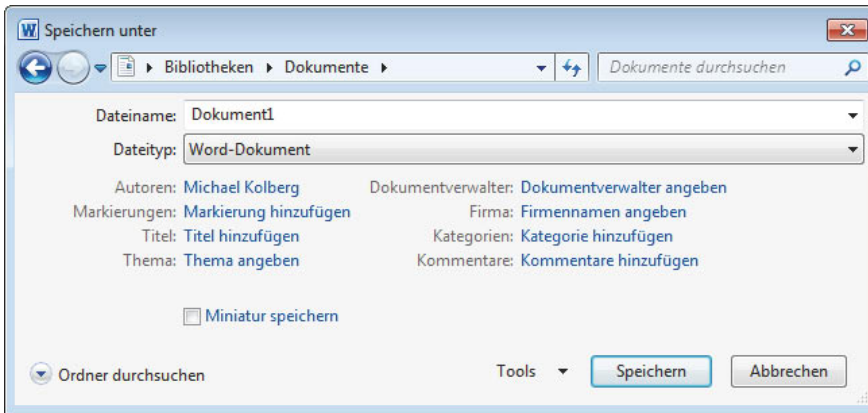 Speichern unter
Bibliotheken Dokumente Dokumente durchsuchen
Dateiname: Dokument1
Dateityp: Word-Dokument
Autoren: Michael Kolberg Dokumentverwalter: Dokumentverwalter angeben
Markierungen: Markierung hinzufügen Firma: Firmennamen angeben
Titel: Titel hinzufügen Kategorien: Kategorie hinzufügen
Thema: Thema angeben Kommentare: Kommentare hinzufügen
Miniatur speichern
Ordner durchsuchen Tools Speichern Abbrechen